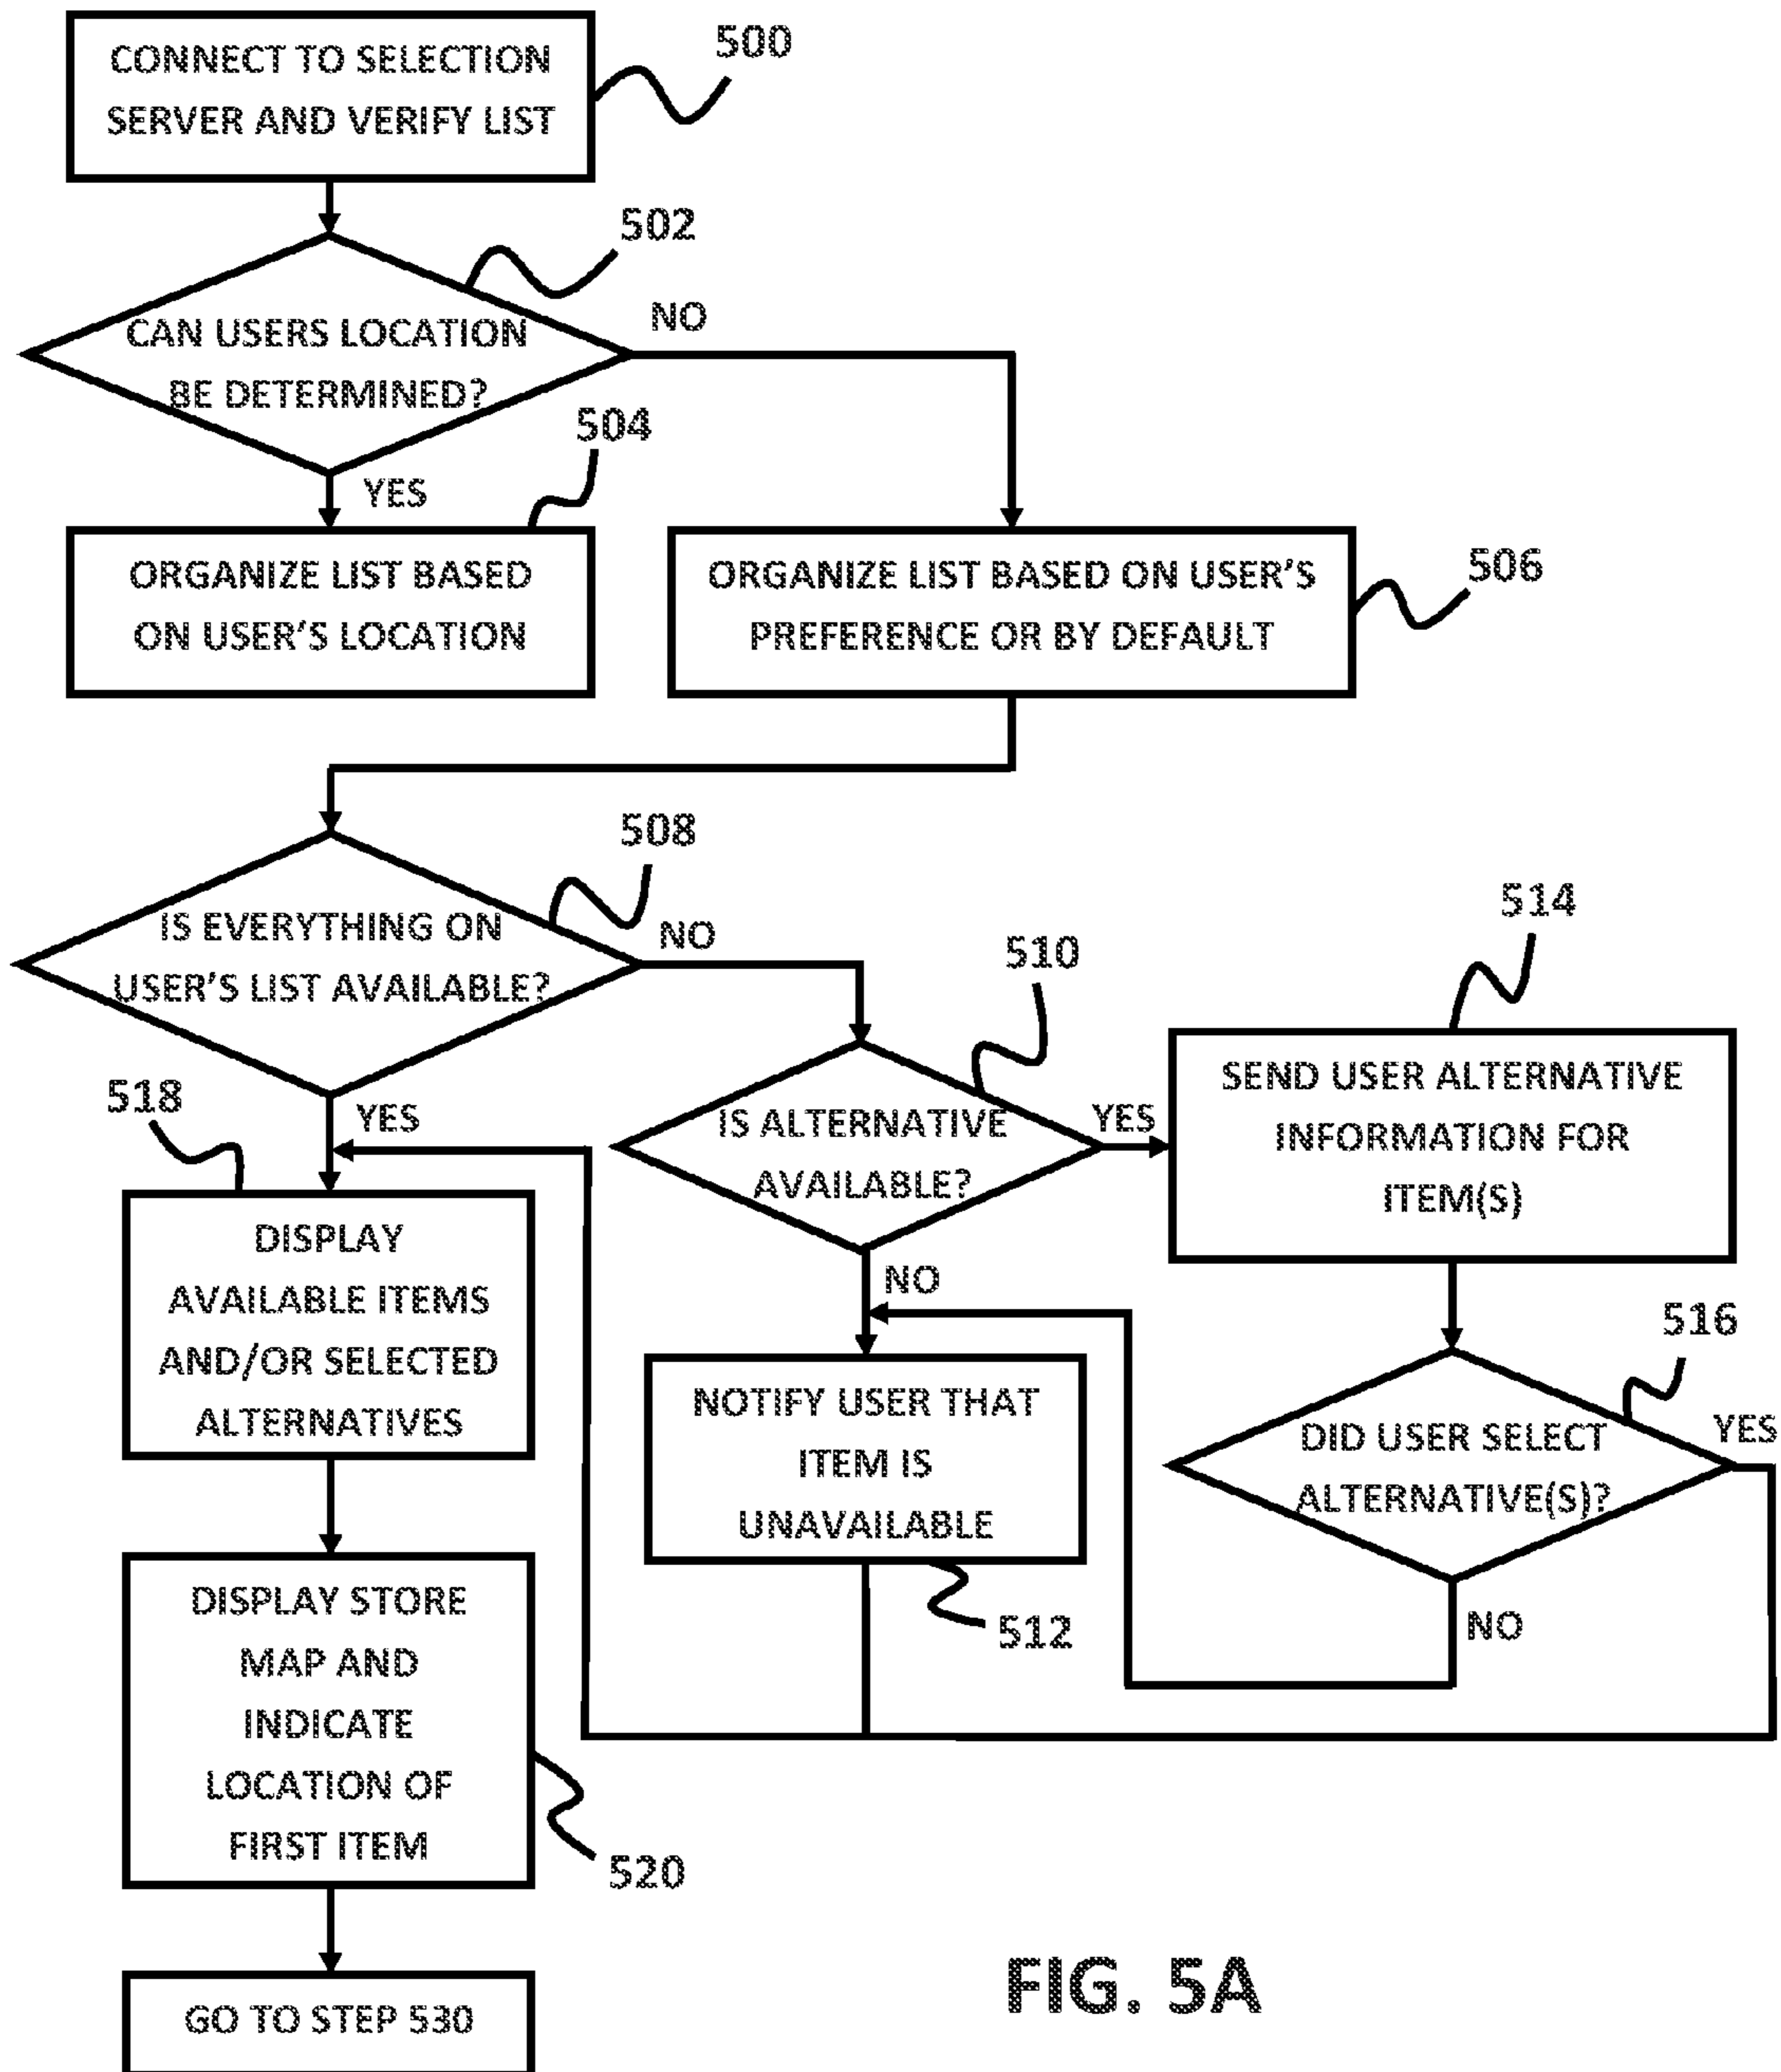 CONNECT TO SELECTION
SERVER AND VERIFY LIST
500
502
CAN USERS LOCATION
BE DETERMINED?
NO
YES
504
ORGANIZE LIST BASED
ON USER'S LOCATION
ORGANIZE LIST BASED ON USER'S
PREFERENCE OR BY DEFAULT
506
508
IS EVERYTHING ON
USER'S LIST AVAILABLE?
NO
YES
510
IS ALTERNATIVE
AVAILABLE?
YES
NO
514
SEND USER ALTERNATIVE
INFORMATION FOR
ITEM(S)
516
DID USER SELECT
ALTERNATIVE(S)?
YES
NO
518
DISPLAY
AVAILABLE ITEMS
AND/OR SELECTED
ALTERNATIVES
NOTIFY USER THAT
ITEM IS
UNAVAILABLE
512
DISPLAY STORE
MAP AND
INDICATE
LOCATION OF
FIRST ITEM
520
GO TO STEP 530
FIG. 5A